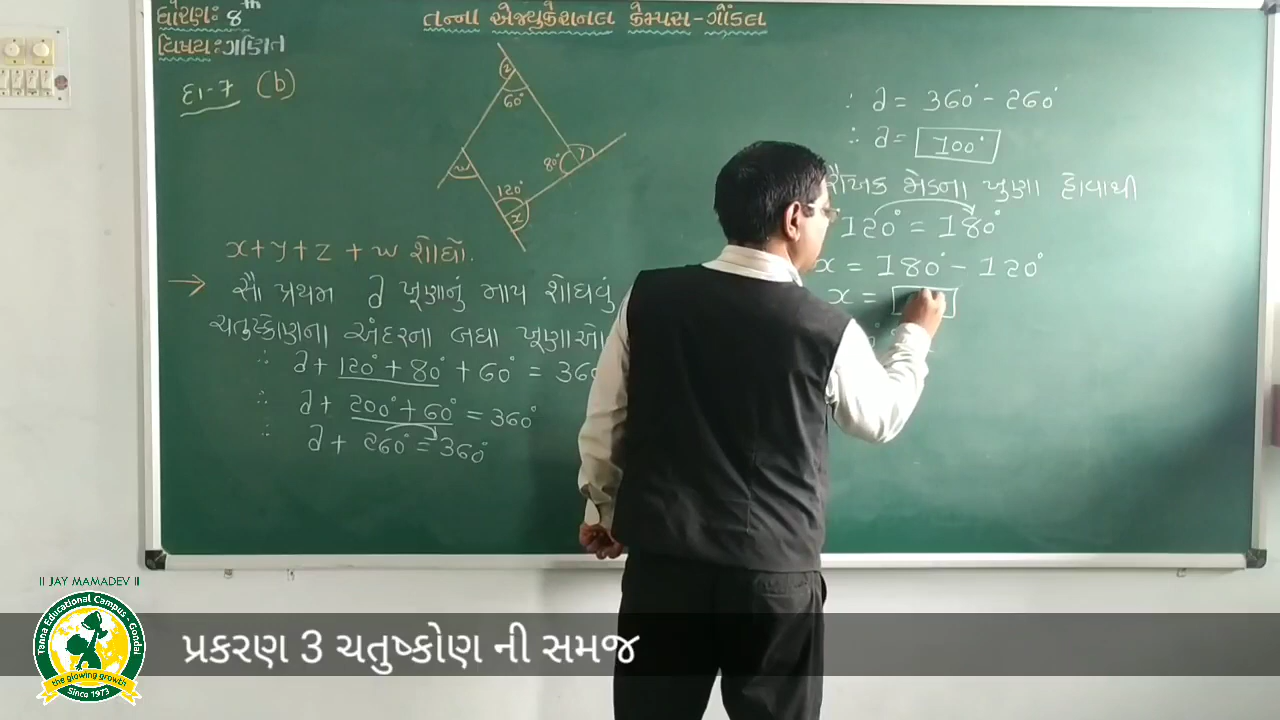 ધોરણ: 8th
વિષય: ગણિત
તન્ના એજ્યુકેશનલ કેમ્પસ-ગોંડલ
દા-7 (b)
z
60°
80° y
w
120°
x
x+y+z+w શોધો.
→ સૌ પ્રથમ a ખૂણાનું માપ શોધવું
ચતુષ્કોણના અંદરના બધા ખૂણાઓ
∴ a + 120° + 80° + 60° = 360
∴ a + 200° + 60° = 360°
∴ a + 260° = 360°
∴ a = 360° - 260°
∴ a = 100°
રૈખિક જોડના ખુણા હોવાથી
120° = 180°
x = 180° - 120°
x =
II JAY MAMADEV II
Tanna Educational Campus - Gondal
the glowing growth
Since 1973
પ્રકરણ 3 ચતુષ્કોણ ની સમજ